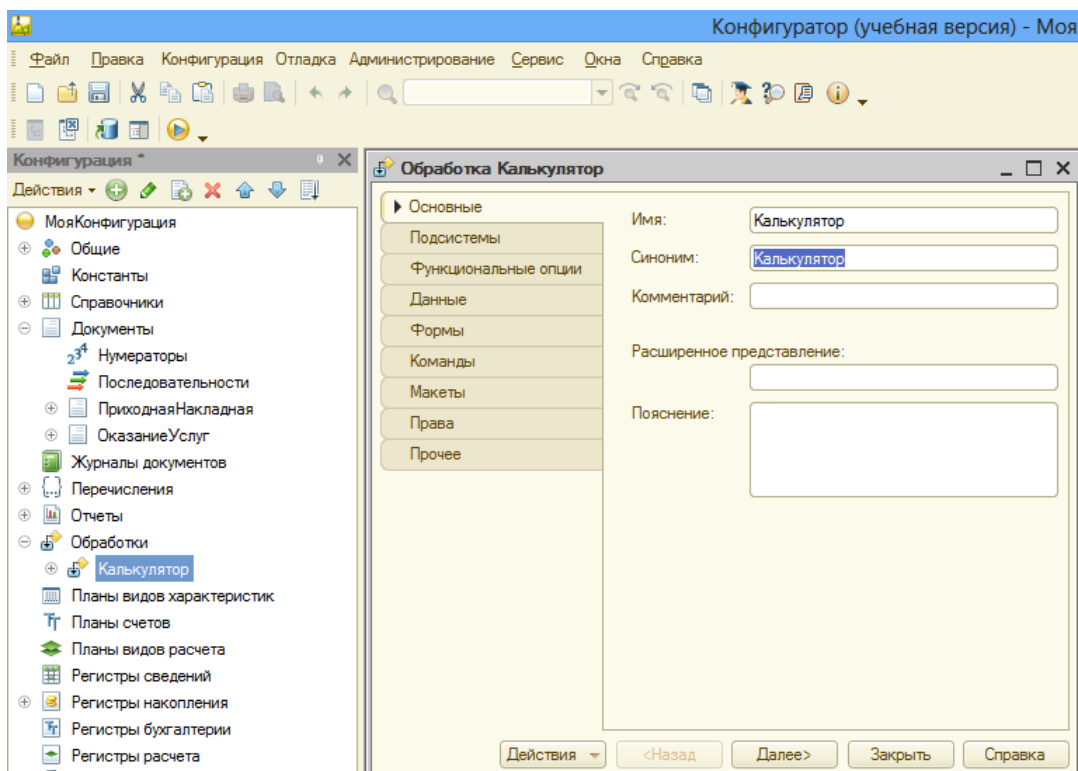 Конфигуратор (учебная версия) - Моя
Файл Правка Конфигурация Отладка Администрирование Сервис Окна Справка
Конфигурация *
Действия
МояКонфигурация
Общие
Константы
Справочники
Документы
Нумераторы
Последовательности
ПриходнаяНакладная
ОказаниеУслуг
Журналы документов
Перечисления
Отчеты
Обработки
Калькулятор
Планы видов характеристик
Планы счетов
Планы видов расчета
Регистры сведений
Регистры накопления
Регистры бухгалтерии
Регистры расчета
Обработка Калькулятор
Основные
Подсистемы
Функциональные опции
Данные
Формы
Команды
Макеты
Права
Прочее
Имя: Калькулятор
Синоним: Калькулятор
Комментарий:
Расширенное представление:
Пояснение:
Действия <Назад Далее> Закрыть Справка